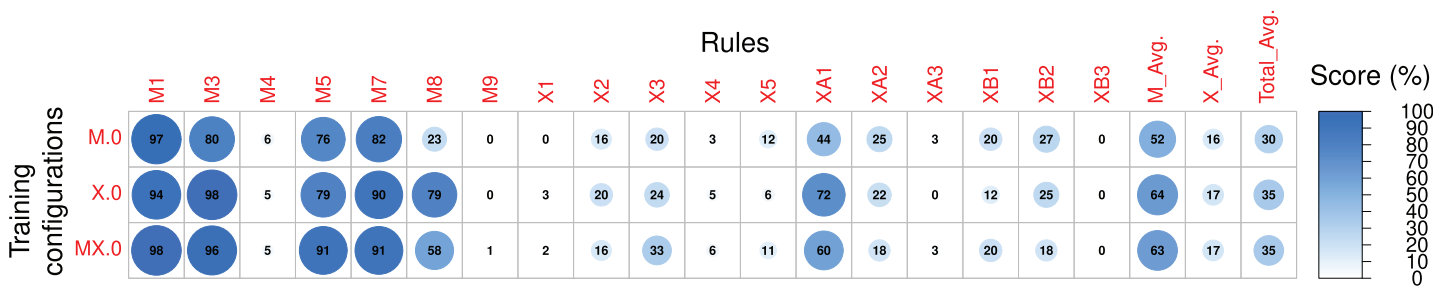 Rules
Score (%)
M1 M3 M4 M5 M7 M8 M9 X1 X2 X3 X4 X5 XA1 XA2 XA3 XB1 XB2 XB3 M_Avg. X_Avg. Total_Avg.
Training
configurations
M.0 97 80 6 76 82 23 0 0 16 20 3 12 44 25 3 20 27 0 52 16 30
X.0 94 98 5 79 90 79 0 3 20 24 5 6 72 22 0 12 25 0 64 17 35
MX.0 98 96 5 91 91 58 1 2 16 33 6 11 60 18 3 20 18 0 63 17 35
100
90
80
70
60
50
40
30
20
10
0